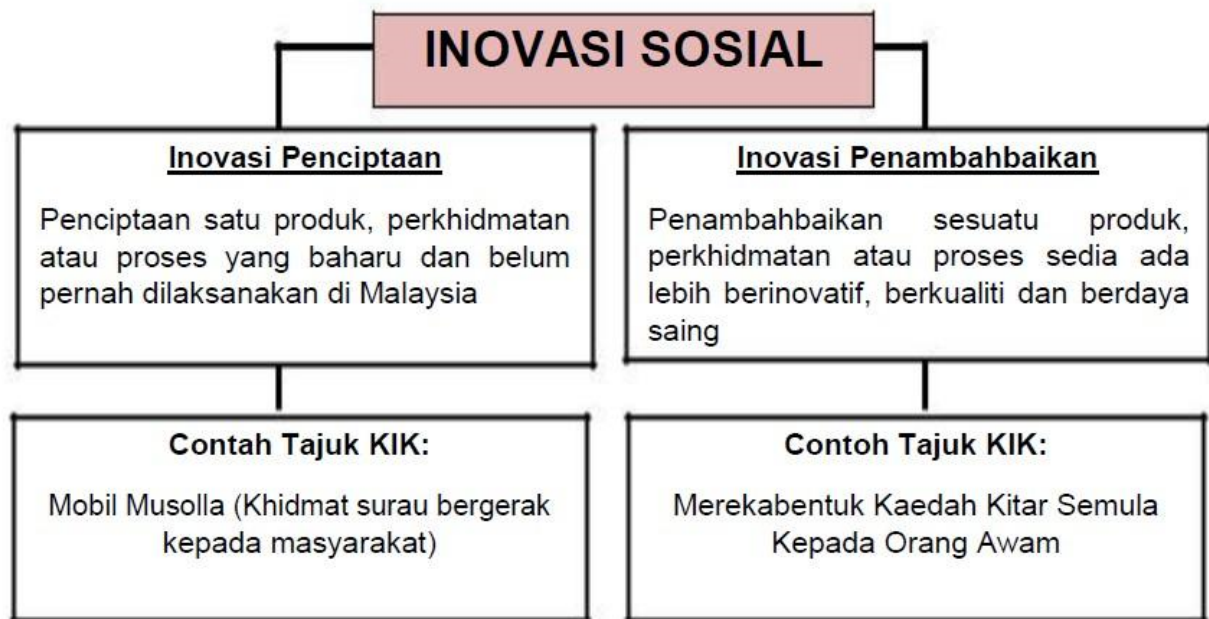 INOVASI SOSIAL
Inovasi Penciptaan
Penciptaan satu produk, perkhidmatan
atau proses yang baharu dan belum
pernah dilaksanakan di Malaysia
Inovasi Penambahbaikan
Penambahbaikan sesuatu produk,
perkhidmatan atau proses sedia ada
lebih berinovatif, berkualiti dan berdaya
saing
Contah Tajuk KIK:
Mobil Musolla (Khidmat surau bergerak
kepada masyarakat)
Contoh Tajuk KIK:
Merekabentuk Kaedah Kitar Semula
Kepada Orang Awam